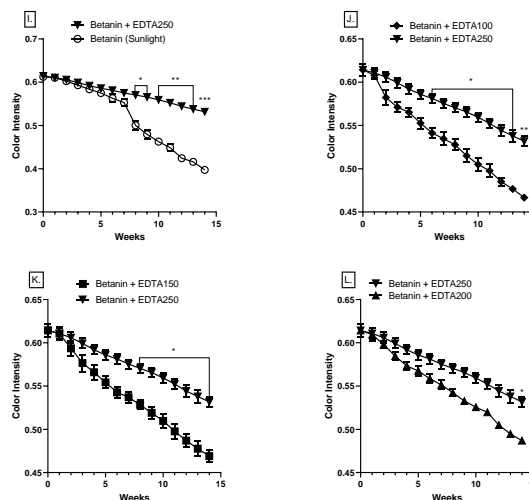 I.
Betanin + EDTA250
Betanin (Sunlight)
0.7
0.6
0.5
0.4
0.3
Color Intensity
* ** ***
0 5 10 15
Weeks
J.
Betanin + EDTA100
Betanin + EDTA250
0.65
0.60
0.55
0.50
0.45
Color Intensity
* **
0 5 10
Weeks
K.
Betanin + EDTA150
Betanin + EDTA250
0.65
0.60
0.55
0.50
0.45
Color Intensity
*
0 5 10 15
Weeks
L.
Betanin + EDTA250
Betanin + EDTA200
0.65
0.60
0.55
0.50
0.45
Color Intensity
*
0 5 10
Weeks